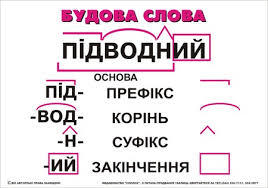 БУДОВА СЛОВА
ПІДВОДНИЙ
ОСНОВА
ПІД- ПРЕФІКС
-ВОД- КОРІНЬ
-Н- СУФІКС
-ИЙ ЗАКІНЧЕННЯ